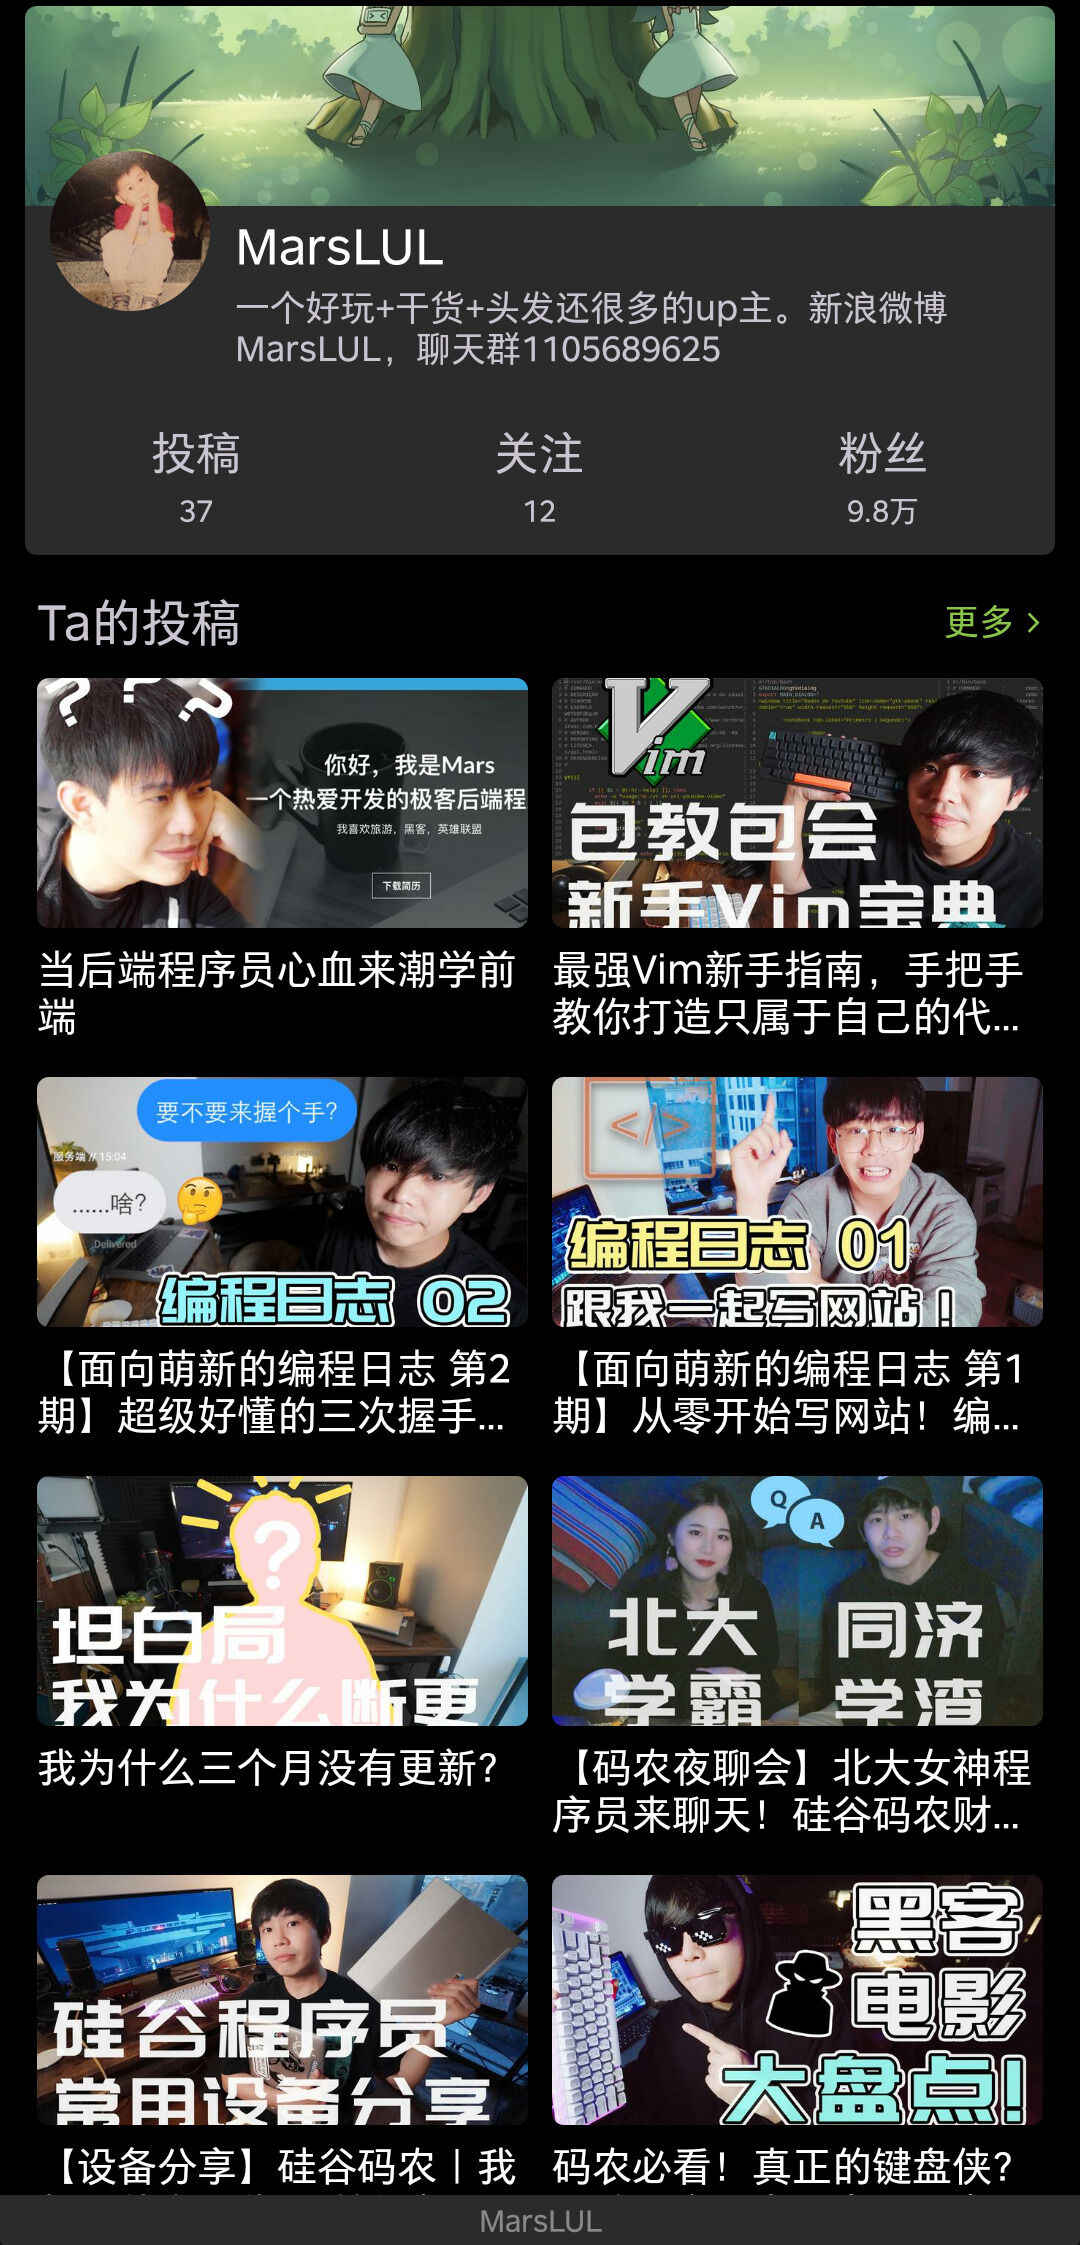 MarsLUL
一个好玩+干货+头发还很多的up主。新浪微博
MarsLUL，聊天群1105689625
投稿
关注
粉丝
37
12
9.8万
Ta的投稿
更多
???
你好，我是Mars
一个热爱开发的极客后端程
我喜欢旅游，黑客，英雄联盟
下载简历
Vim
包教包会
新手Vim宝典
当后端程序员心血来潮学前
端
最强Vim新手指南，手把手
教你打造只属于自己的代...
要不要来握个手?
Delivered
服务端 // 15:04
......啥?
Delivered
编程日志 02
</>
编程日志 01
跟我一起写网站！
【面向萌新的编程日志 第2
期】超级好懂的三次握手...
【面向萌新的编程日志 第1
期】从零开始写网站！编...
?
坦白局
我为什么断更
Q
A
北大
学霸
同济
学渣
我为什么三个月没有更新?
【码农夜聊会】北大女神程
序员来聊天！硅谷码农财...
硅谷程序员
常用设备分享
黑客
电影
大盘点!
【设备分享】硅谷码农丨我
码农必看！真正的键盘侠?
MarsLUL